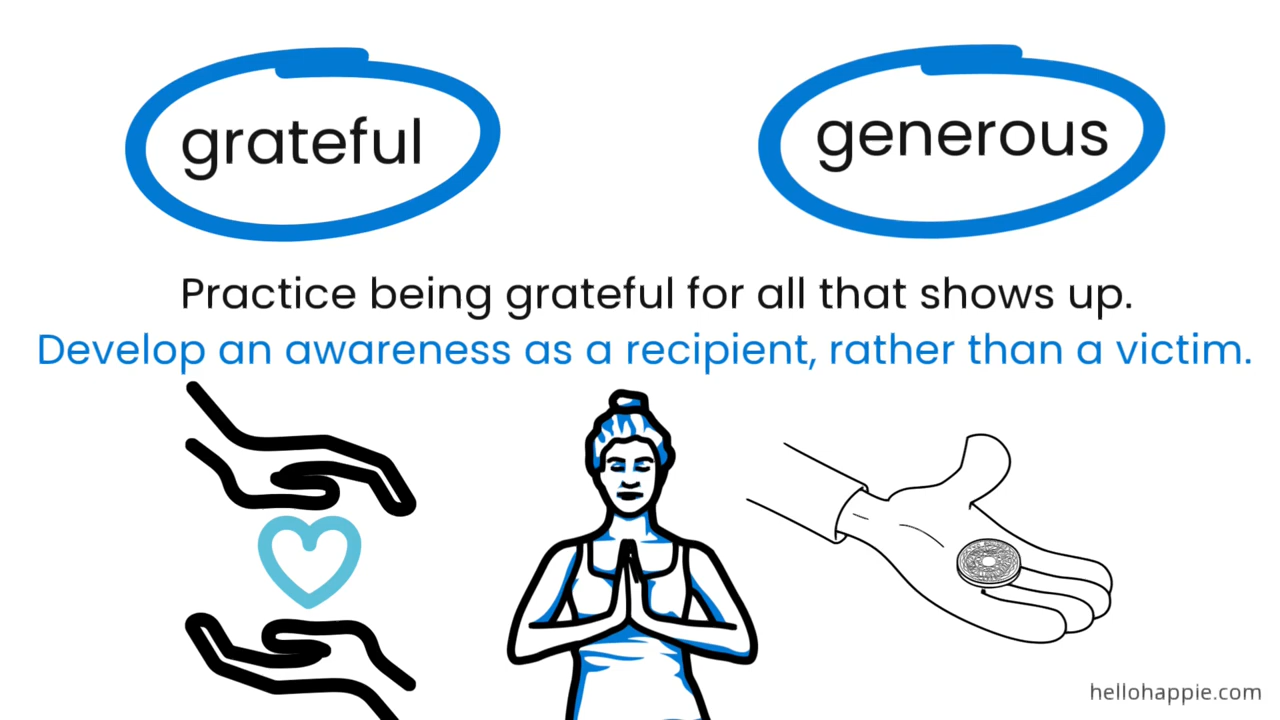 grateful
generous
Practice being grateful for all that shows up.
Develop an awareness as a recipient, rather than a victim.
hellohappie.com